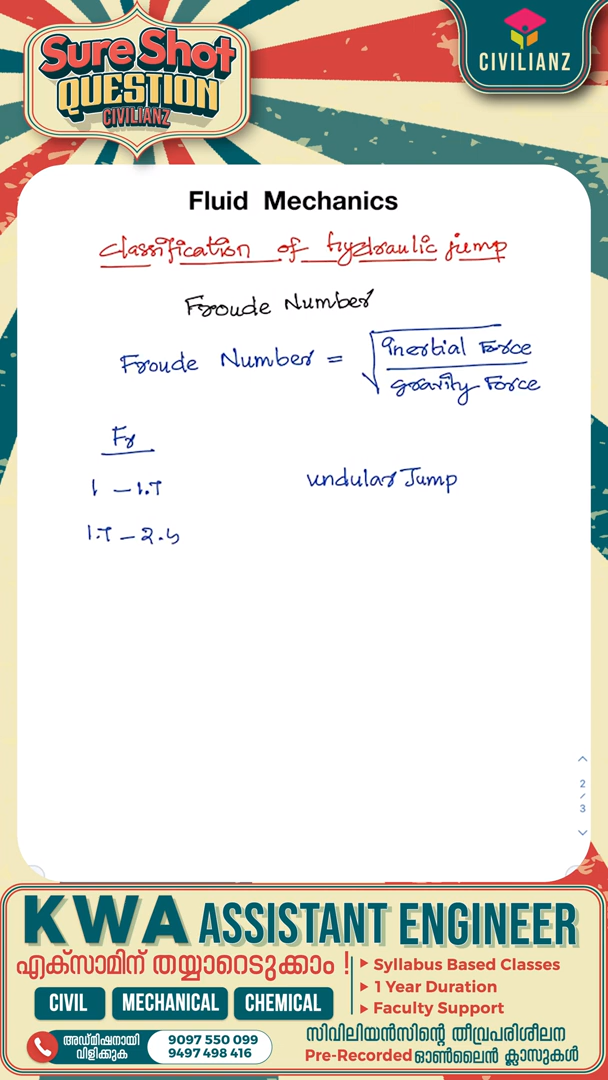 Sure Shot
QUESTION
CIVILIANZ
CIVILIANZ
Fluid Mechanics
Classification of hydraulic jump
Froude Number
Froude Number = √ Inertial Force / gravity Force
Fr
1 - 1.7 undular Jump
1.7 - 2.5
2
/
3
KWA ASSISTANT ENGINEER
എക്സാമിന് തയ്യാറെടുക്കാം !
CIVIL MECHANICAL CHEMICAL
Syllabus Based Classes
1 Year Duration
Faculty Support
അഡ്മിഷനായി വിളിക്കുക
9097 550 099
9497 498 416
സിവിലിയൻസിന്റെ തീവ്രപരിശീലന
Pre-Recorded ഓൺലൈൻ ക്ലാസുകൾ